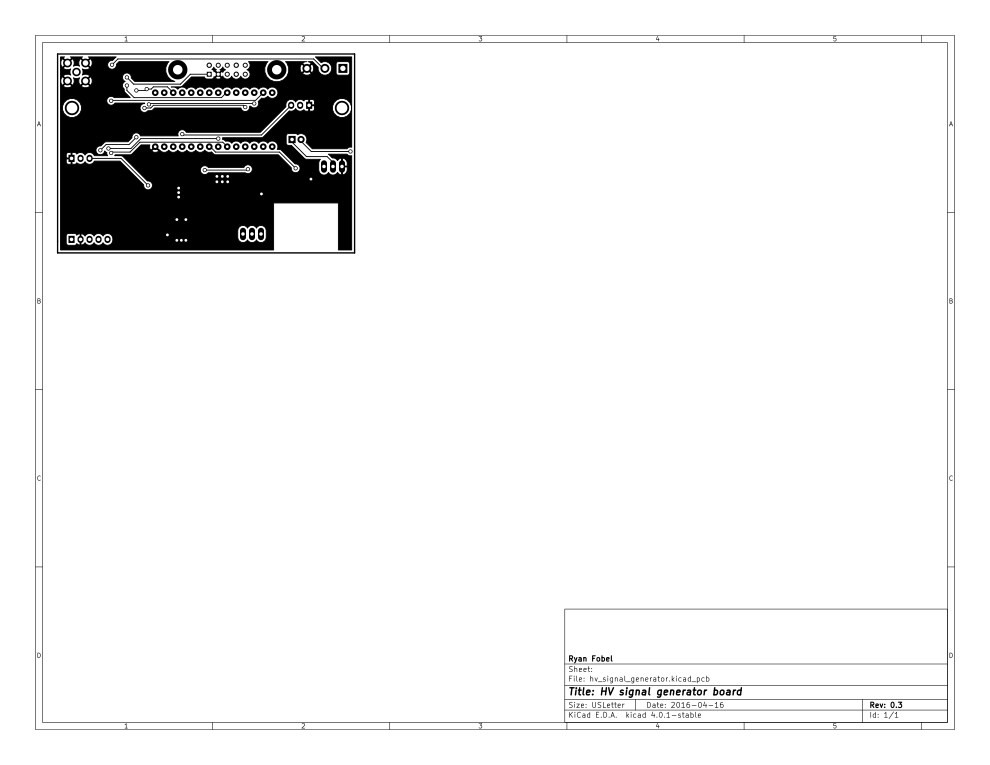 1 2 3 4 5
A A
B B
C C
D D
Ryan Fobel
Sheet:
File: hv_signal_generator.kicad_pcb
Title: HV signal generator board
Size: USLetter Date: 2016-04-16 Rev: 0.3
KiCad E.D.A. kicad 4.0.1-stable Id: 1/1
1 2 3 4 5